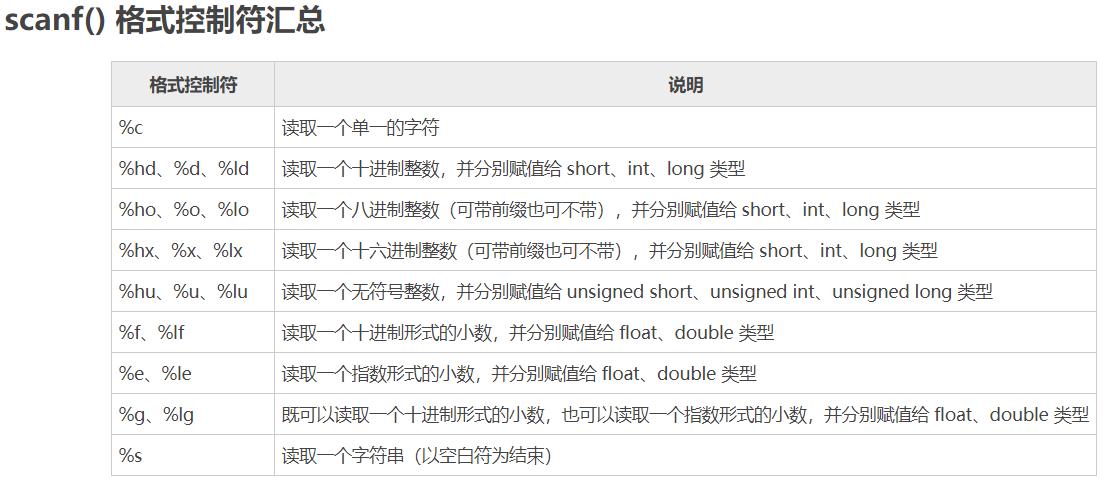 scanf() 格式控制符汇总
格式控制符 说明
%c 读取一个单一的字符
%hd、%d、%ld 读取一个十进制整数，并分别赋值给 short、int、long 类型
%ho、%o、%lo 读取一个八进制整数（可带前缀也可不带），并分别赋值给 short、int、long 类型
%hx、%x、%lx 读取一个十六进制整数（可带前缀也可不带），并分别赋值给 short、int、long 类型
%hu、%u、%lu 读取一个无符号整数，并分别赋值给 unsigned short、unsigned int、unsigned long 类型
%f、%lf 读取一个十进制形式的小数，并分别赋值给 float、double 类型
%e、%le 读取一个指数形式的小数，并分别赋值给 float、double 类型
%g、%lg 既可以读取一个十进制形式的小数，也可以读取一个指数形式的小数，并分别赋值给 float、double 类型
%s 读取一个字符串（以空白符为结束）